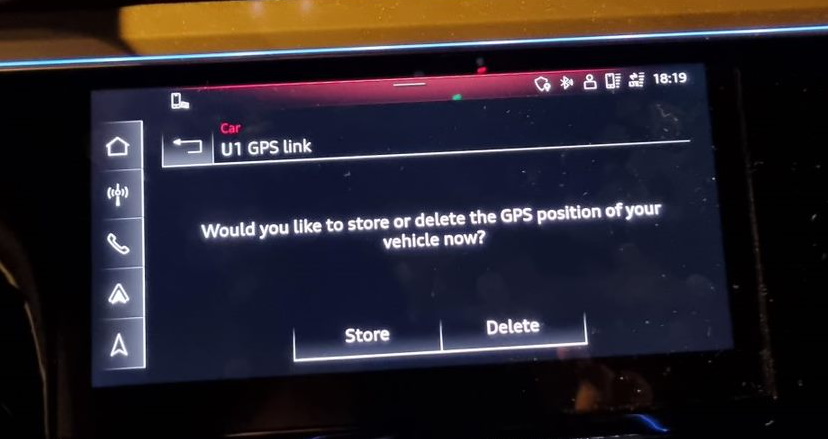 18:19
Car
U1 GPS link
Would you like to store or delete the GPS position of your
vehicle now?
Store
Delete